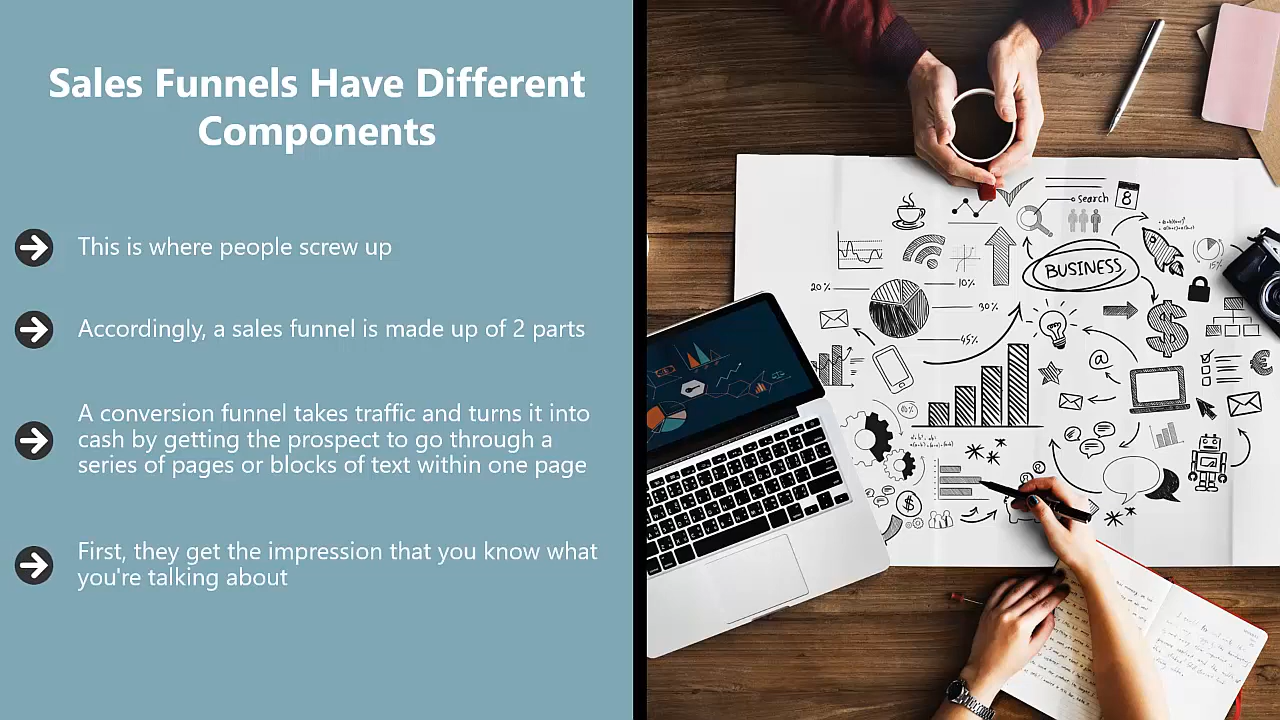 Sales Funnels Have Different
Components
This is where people screw up
Accordingly, a sales funnel is made up of 2 parts
A conversion funnel takes traffic and turns it into
cash by getting the prospect to go through a
series of pages or blocks of text within one page
First, they get the impression that you know what
you're talking about
search
8
BUSINESS
15%
20%
10%
30%
45%
@
$
€
$